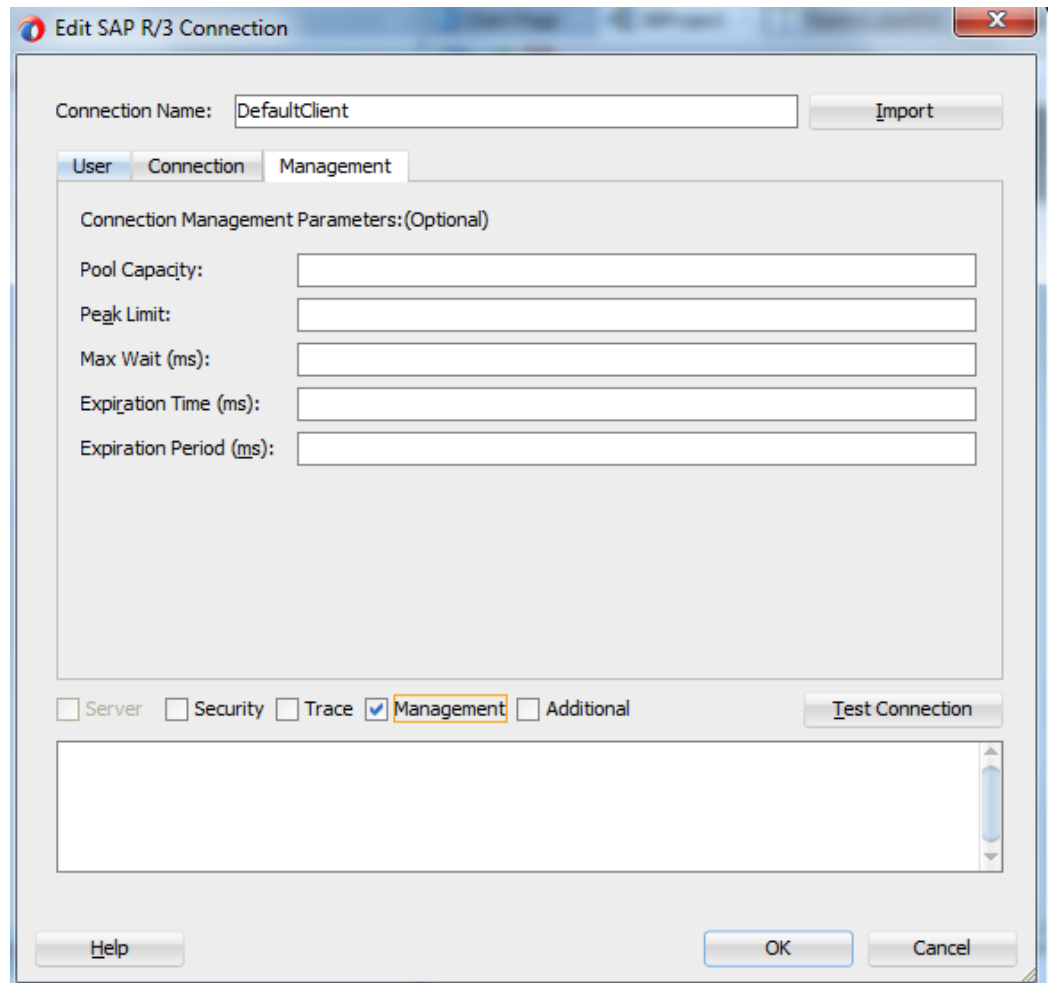 Edit SAP R/3 Connection
Connection Name: DefaultClient Import
User Connection Management
Connection Management Parameters:(Optional)
Pool Capacity:
Peak Limit:
Max Wait (ms):
Expiration Time (ms):
Expiration Period (ms):
Server Security Trace Management Additional Test Connection
Help OK Cancel